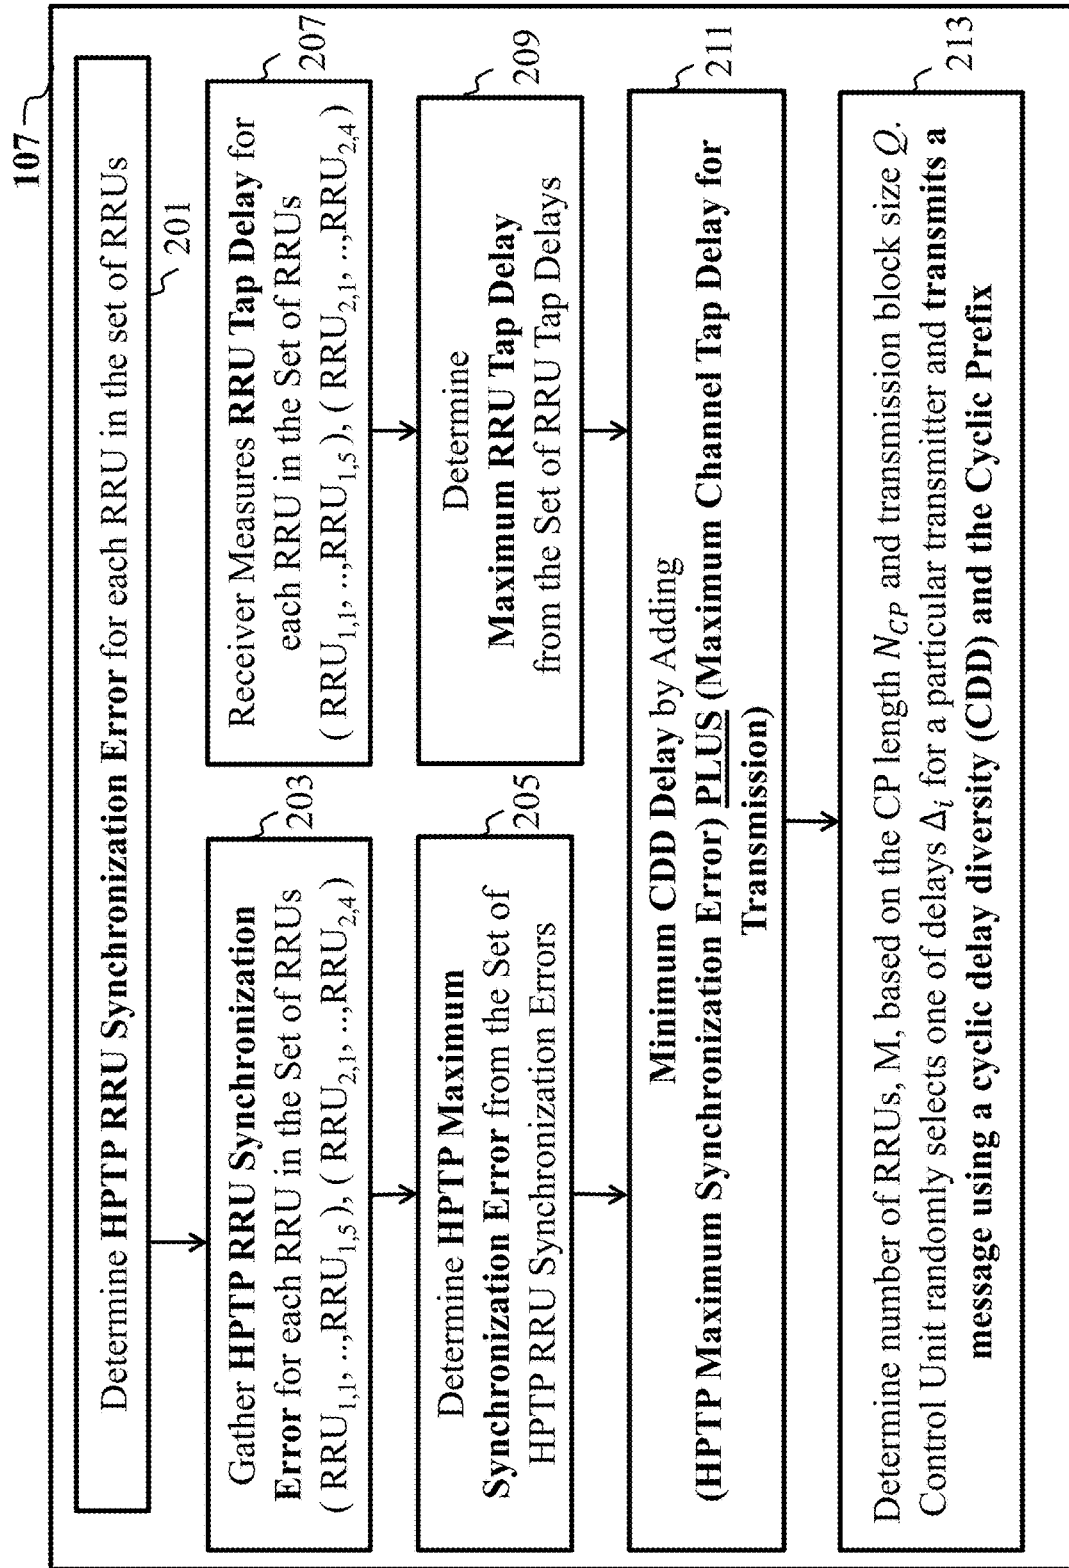 107
Determine HPTP RRU Synchronization Error for each RRU in the set of RRUs
201
203
Gather HPTP RRU Synchronization
Error for each RRU in the Set of RRUs
( RRU1,1, ..,RRU1,5), ( RRU2,1, ..,RRU2,4)
207
Receiver Measures RRU Tap Delay for
each RRU in the Set of RRUs
( RRU1,1, ..,RRU1,5), ( RRU2,1, ..,RRU2,4)
205
Determine HPTP Maximum
Synchronization Error from the Set of
HPTP RRU Synchronization Errors
209
Determine
Maximum RRU Tap Delay
from the Set of RRU Tap Delays
211
Minimum CDD Delay by Adding
(HPTP Maximum Synchronization Error) PLUS (Maximum Channel Tap Delay for
Transmission)
213
Determine number of RRUs, M, based on the CP length NCP and transmission block size Q.
Control Unit randomly selects one of delays Δi for a particular transmitter and transmits a
message using a cyclic delay diversity (CDD) and the Cyclic Prefix